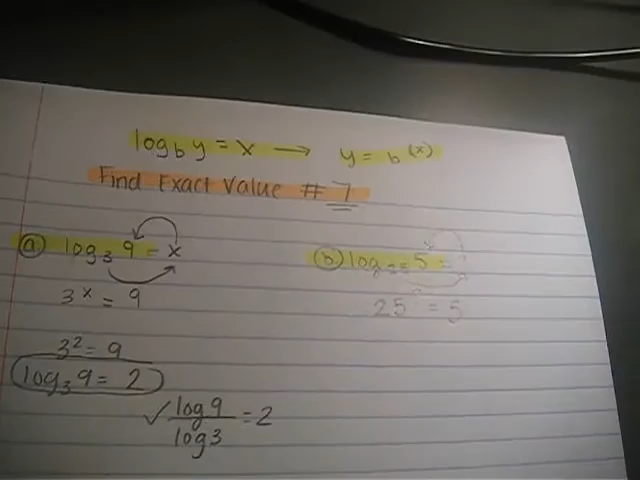 log_b y = x → y = b^(x)
Find Exact Value # 7
(a) log_3 9 = x
3^x = 9
3^2 = 9
log_3 9 = 2
✓ log 9 / log 3 = 2
(b) log_25 5 =
25 = 5